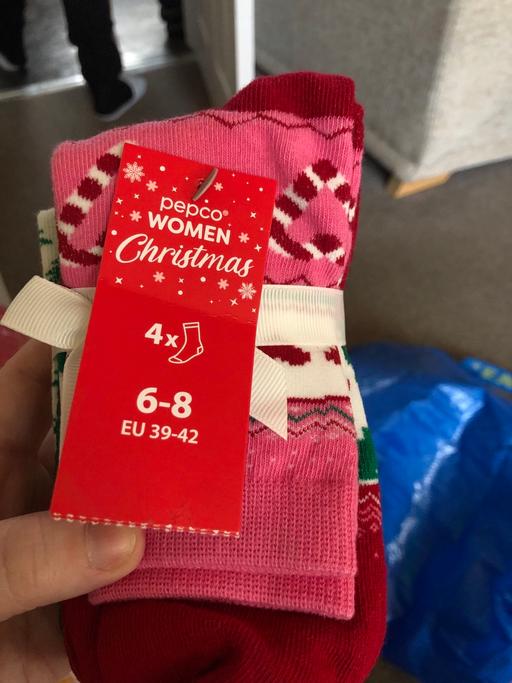 pepco®
WOMEN
Christmas
4x
6-8
EU 39-42